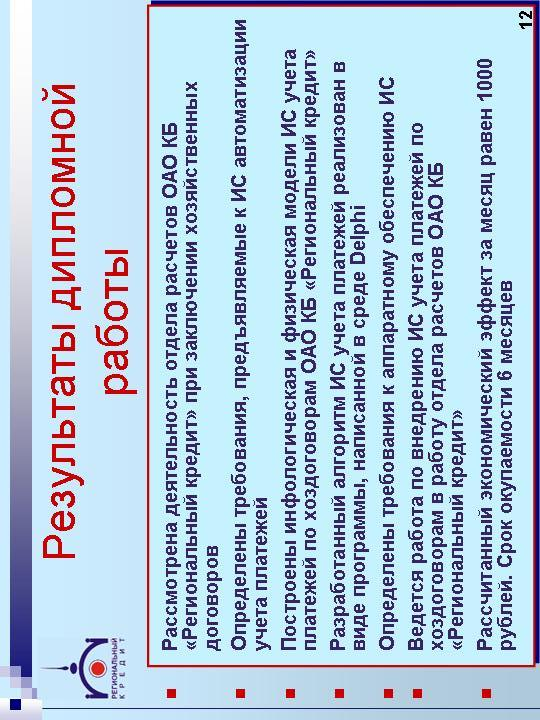 РЕГИОНАЛЬНЫЙ
КРЕДИТ
Результаты дипломной
работы
Рассмотрена деятельность отдела расчетов ОАО КБ
«Региональный кредит» при заключении хозяйственных
договоров
Определены требования, предъявляемые к ИС автоматизации
учета платежей
Построены инфологическая и физическая модели ИС учета
платежей по хоздоговорам ОАО КБ «Региональный кредит»
Разработанный алгоритм ИС учета платежей реализован в
виде программы, написанной в среде Delphi
Определены требования к аппаратному обеспечению ИС
Ведется работа по внедрению ИС учета платежей по
хоздоговорам в работу отдела расчетов ОАО КБ
«Региональный кредит»
Рассчитанный экономический эффект за месяц равен 1000
рублей. Срок окупаемости 6 месяцев
12